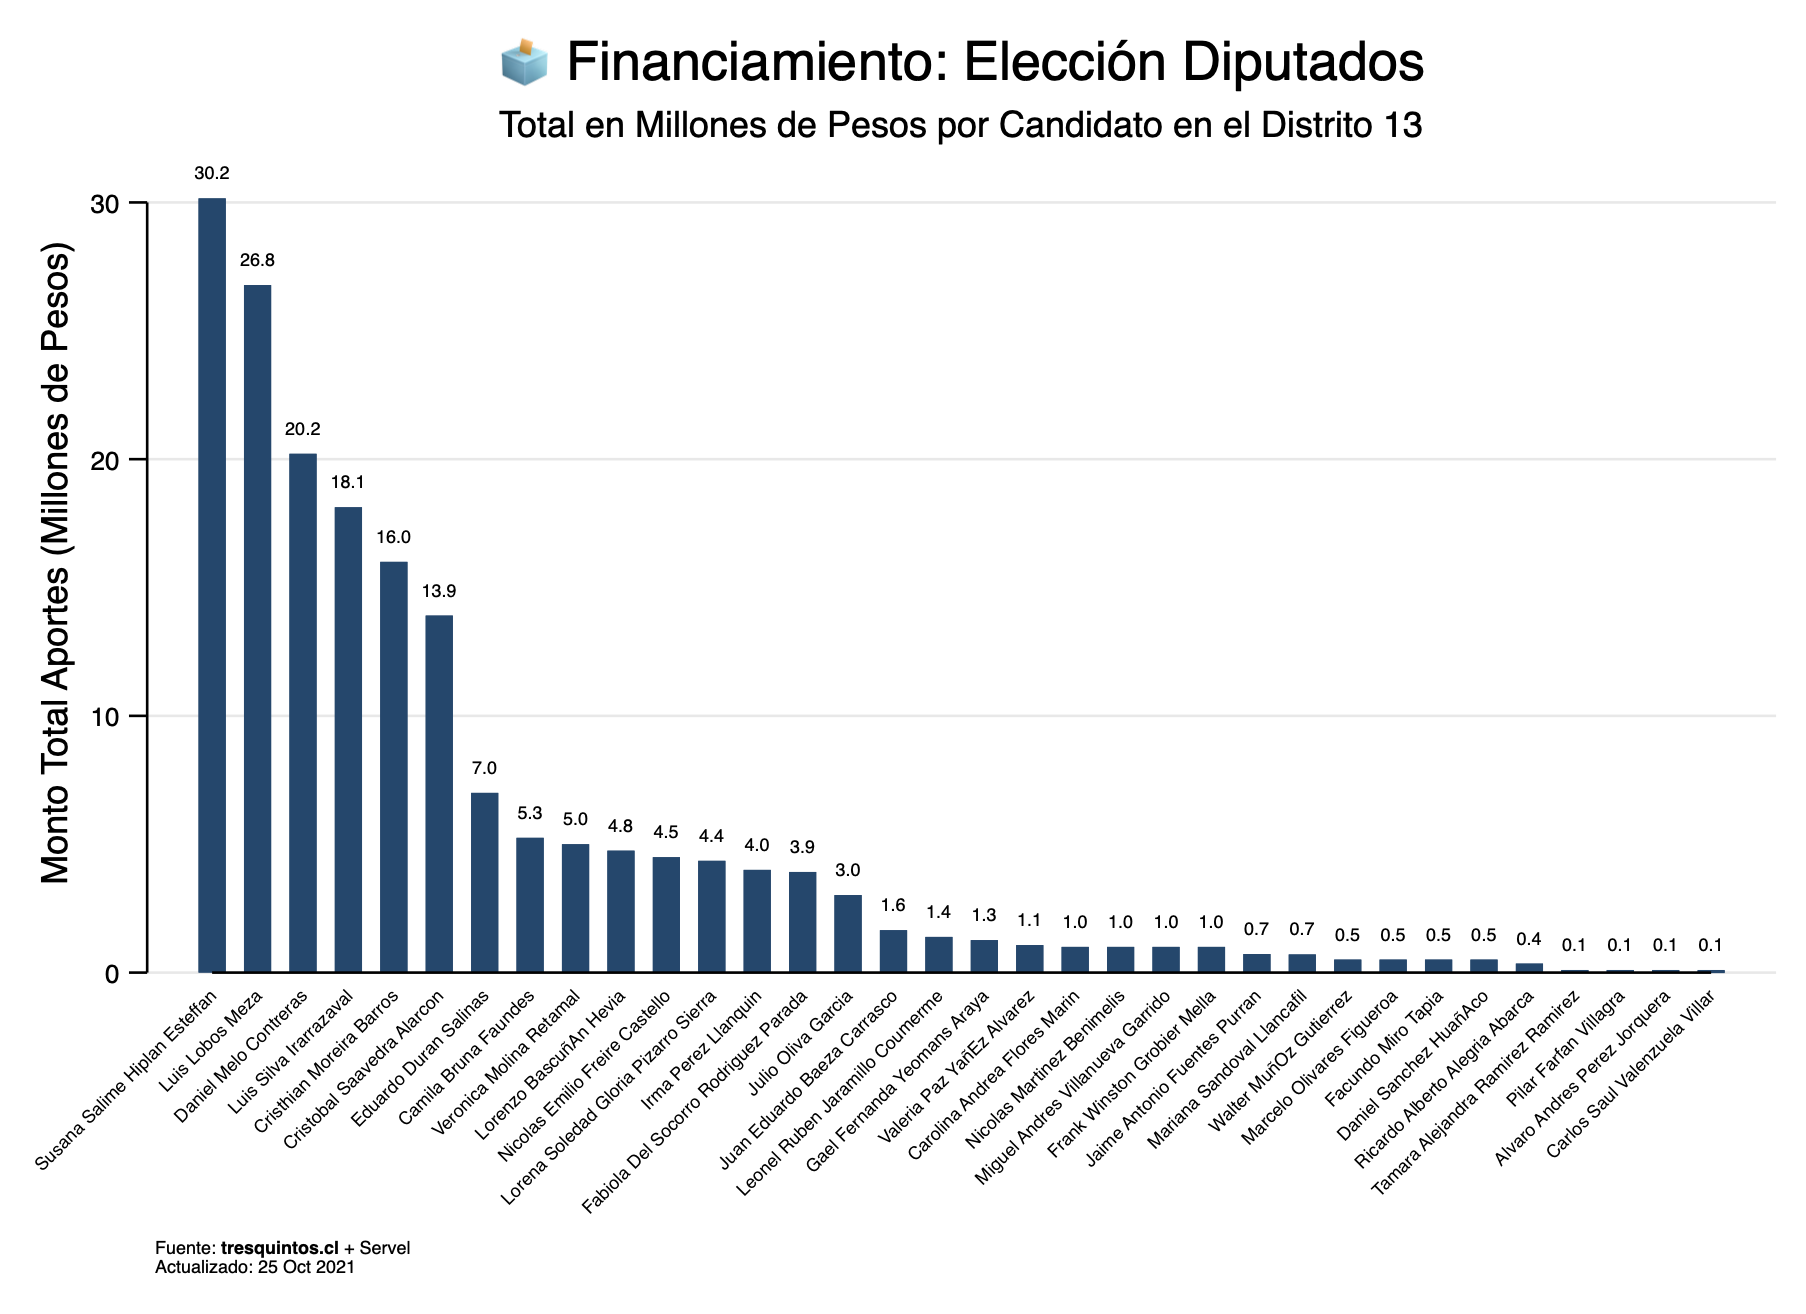 Financiamiento: Elección Diputados
Total en Millones de Pesos por Candidato en el Distrito 13
Monto Total Aportes (Millones de Pesos)
30
20
10
0
30.2
26.8
20.2
18.1
16.0
13.9
7.0
5.3
5.0
4.8
4.5
4.4
4.0
3.9
3.0
1.6
1.4
1.3
1.1
1.0
1.0
1.0
1.0
0.7
0.7
0.5
0.5
0.5
0.5
0.4
0.1
0.1
0.1
0.1
Susana Salime Hiplan Esteffan
Luis Lobos Meza
Daniel Melo Contreras
Luis Silva Irarrazaval
Cristhian Moreira Barros
Cristobal Saavedra Alarcon
Eduardo Duran Salinas
Camila Bruna Faundes
Veronica Molina Retamal
Lorenzo BascuñAn Hevia
Nicolas Emilio Freire Castello
Lorena Soledad Gloria Pizarro Sierra
Irma Perez Llanquin
Fabiola Del Socorro Rodriguez Parada
Julio Oliva Garcia
Juan Eduardo Baeza Carrasco
Leonel Ruben Jaramillo Coumerme
Gael Fernanda Yeomans Araya
Valeria Paz YañEz Alvarez
Carolina Andrea Flores Marin
Nicolas Martinez Benimelis
Miguel Andres Villanueva Garrido
Frank Winston Grobier Mella
Jaime Antonio Fuentes Purran
Mariana Sandoval Llancafil
Walter MuñOz Gutierrez
Marcelo Olivares Figueroa
Facundo Miro Tapia
Daniel Sanchez HuañAco
Ricardo Alberto Alegria Abarca
Tamara Alejandra Ramirez Ramirez
Pilar Farfan Villagra
Alvaro Andres Perez Jorquera
Carlos Saul Valenzuela Villar
Fuente: tresquintos.cl + Servel
Actualizado: 25 Oct 2021